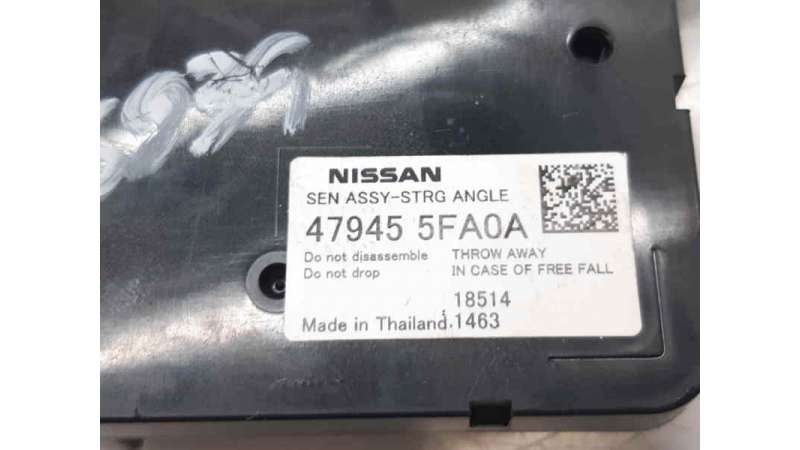 NISSAN
SEN ASSY-STRG ANGLE
47945 5FA0A
Do not disassemble THROW AWAY
Do not drop IN CASE OF FREE FALL
18514
Made in Thailand. 1463